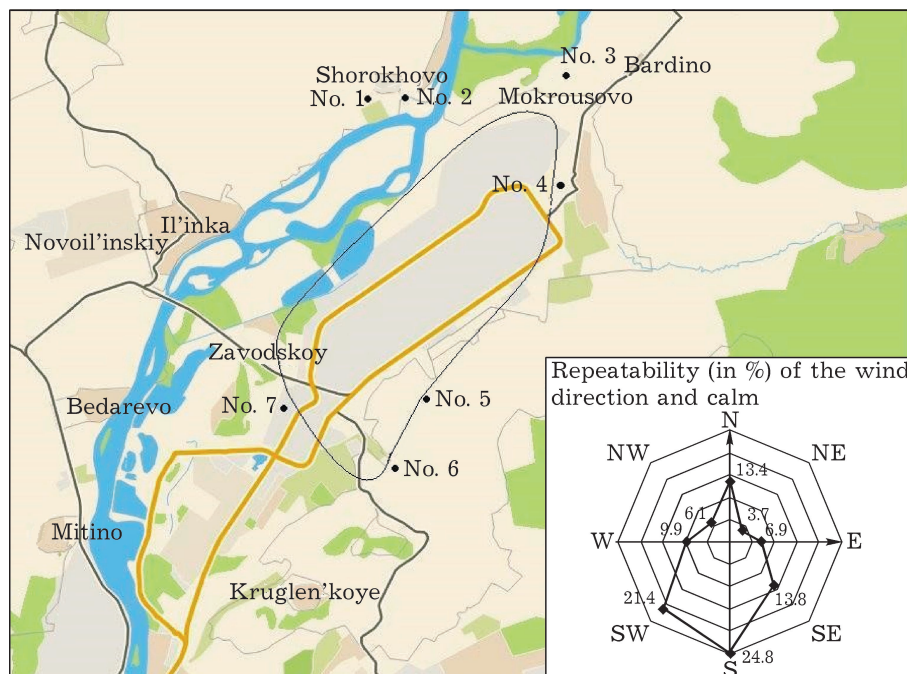 No. 3
Bardino
Shorokhovo
No. 1
No. 2
Mokrousovo
No. 4
Il'inka
Novoil'inskiy
Zavodskoy
No. 5
Bedarevo
No. 7
No. 6
Mitino
Kruglen'koye
Repeatability (in %) of the wind
direction and calm
N
NW
NE
13.4
6.1
3.7
9.9
6.9
W
E
21.4
13.8
SW
SE
24.8
S